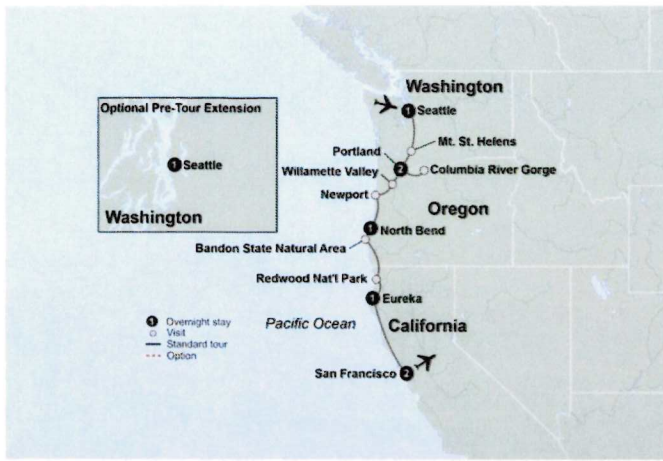 Optional Pre-Tour Extension
1 Seattle
Washington
Washington
1 Seattle
Mt. St. Helens
Portland
2
Willamette Valley
Columbia River Gorge
Newport
Oregon
1 North Bend
Bandon State Natural Area
Redwood Nat'l Park
1 Eureka
1 Overnight stay
Visit
Standard tour
Option
Pacific Ocean
California
San Francisco 2